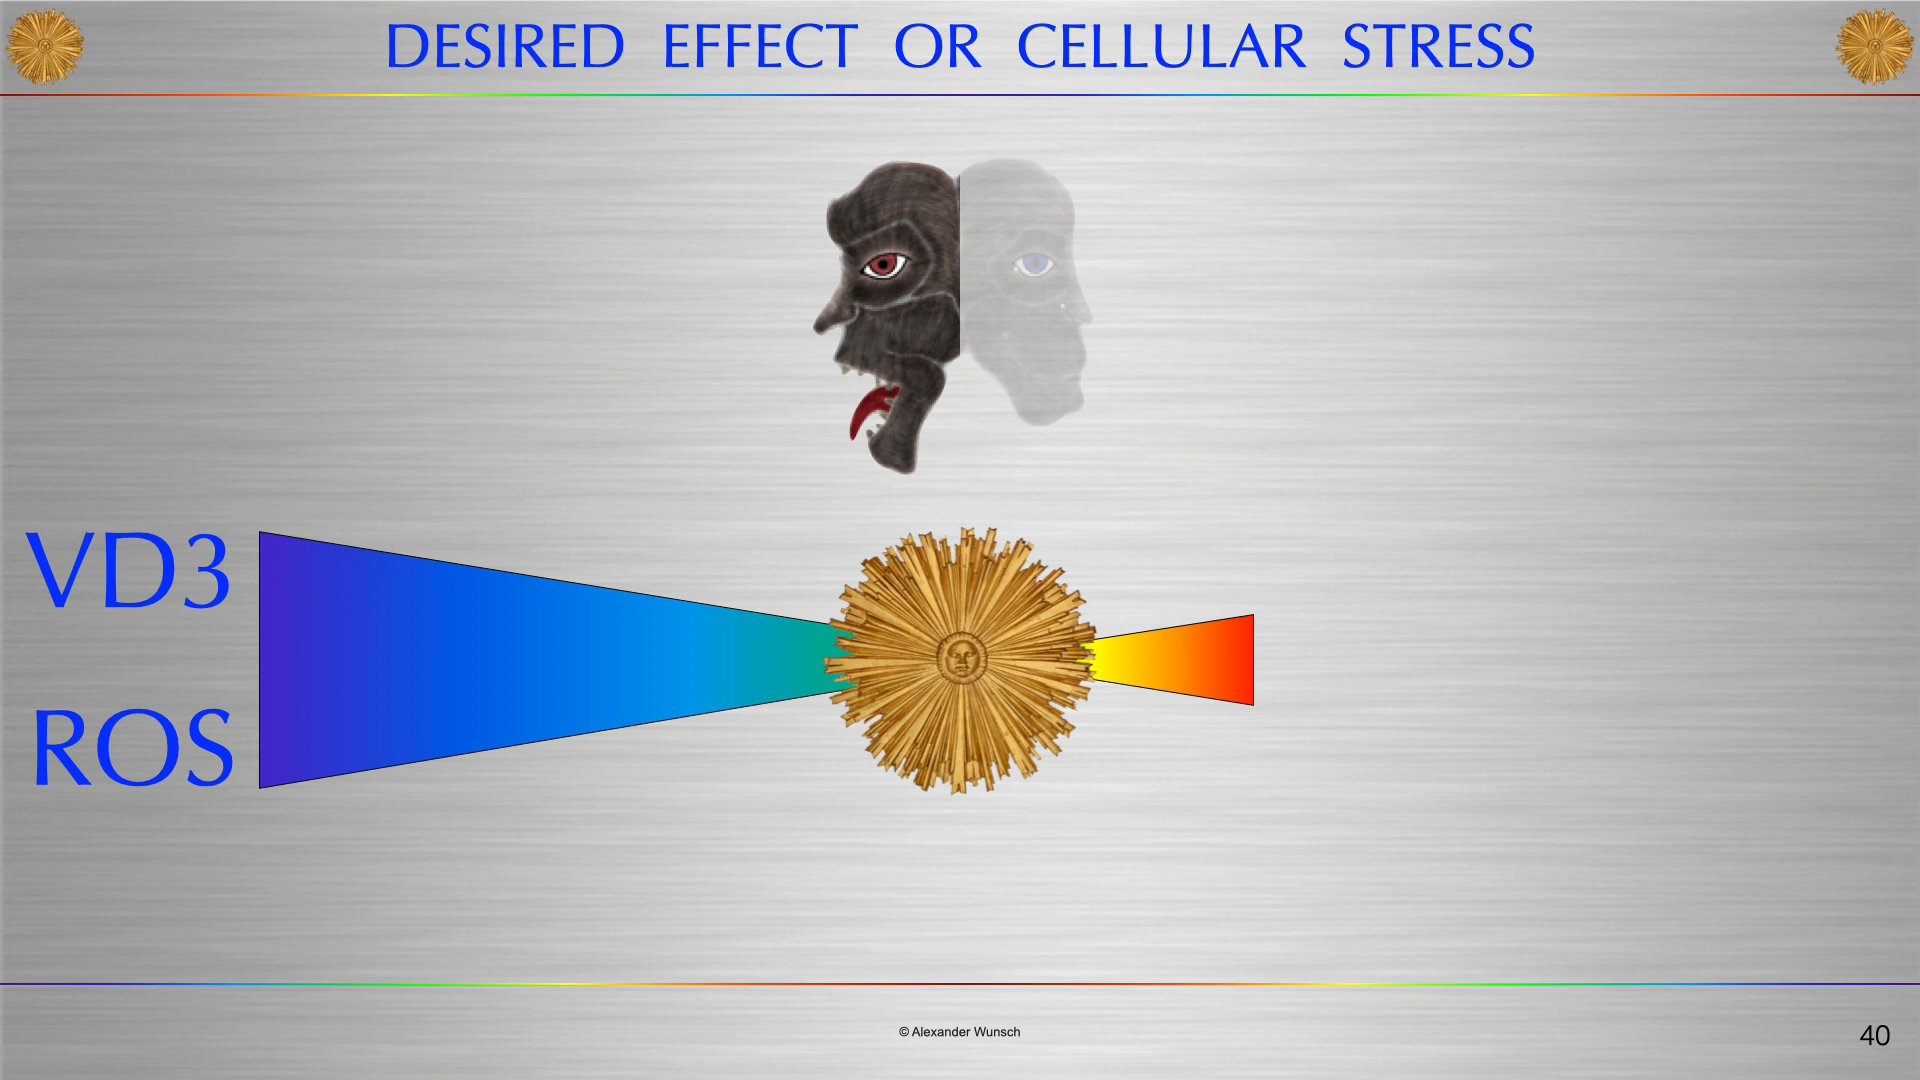 DESIRED EFFECT OR CELLULAR STRESS
VD3
ROS
© Alexander Wunsch
40